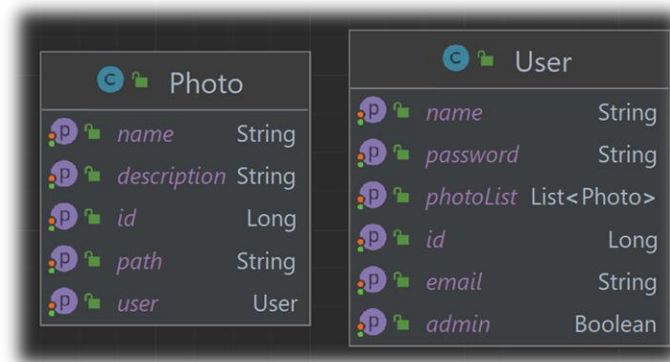 Photo
name String
description String
id Long
path String
user User
User
name String
password String
photoList List<Photo>
id Long
email String
admin Boolean